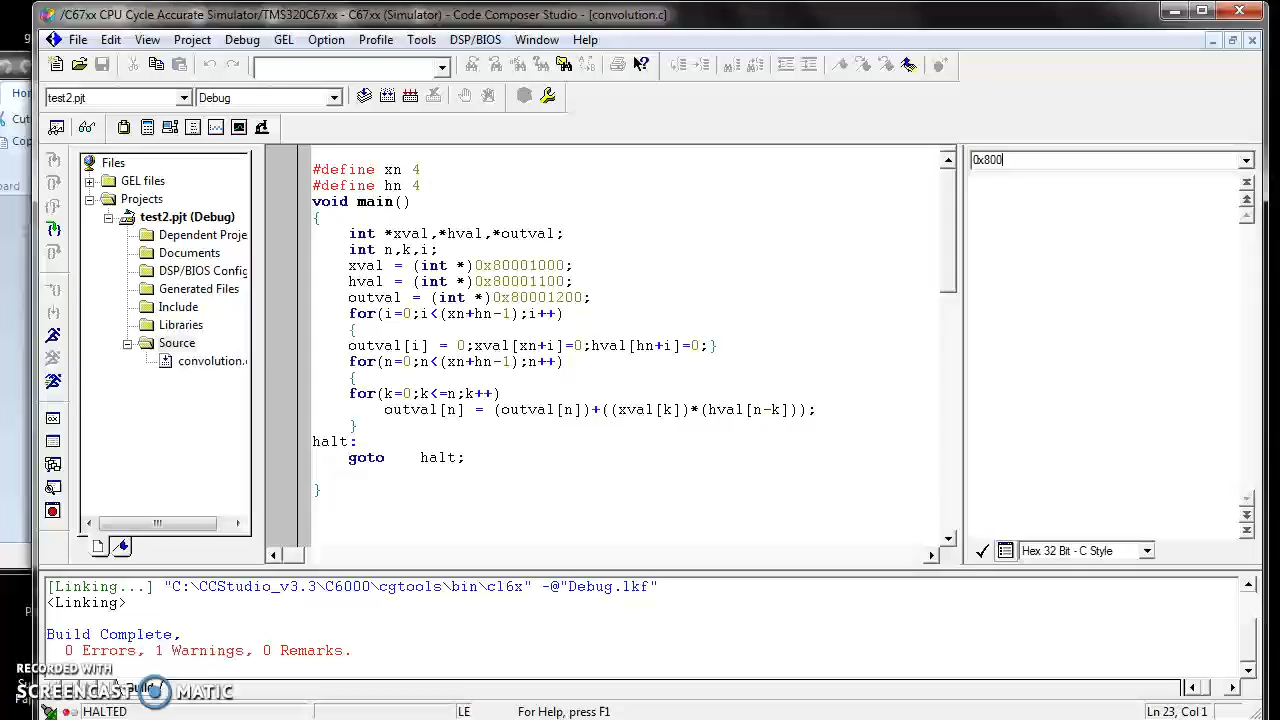 /C67xx CPU Cycle Accurate Simulator/TMS320C67xx - C67xx (Simulator) - Code Composer Studio - [convolution.c]
File Edit View Project Debug GEL Option Profile Tools DSP/BIOS Window Help
test2.pjt Debug
Files
GEL files
Projects
test2.pjt (Debug)
Dependent Proje
Documents
DSP/BIOS Config
Generated Files
Include
Libraries
Source
convolution.c
#define xn 4
#define hn 4
void main()
{
int *xval,*hval,*outval;
int n,k,i;
xval = (int *)0x80001000;
hval = (int *)0x80001100;
outval = (int *)0x80001200;
for(i=0;i<(xn+hn-1);i++)
{
outval[i] = 0;xval[xn+i]=0;hval[hn+i]=0;}
for(n=0;n<(xn+hn-1);n++)
{
for(k=0;k<=n;k++)
outval[n] = (outval[n])+((xval[k])*(hval[n-k]));
}
halt:
goto halt;
}
0x800
Hex 32 Bit - C Style
[Linking...] "C:\CCStudio_v3.3\C6000\cgtools\bin\cl6x" -@"Debug.lkf"
<Linking>
Build Complete,
0 Errors, 1 Warnings, 0 Remarks.
Build
RECORDED WITH
SCREENCAST MATIC
HALTED LE For Help, press F1 Ln 23, Col 1
Hom
Cut
Cop
oard